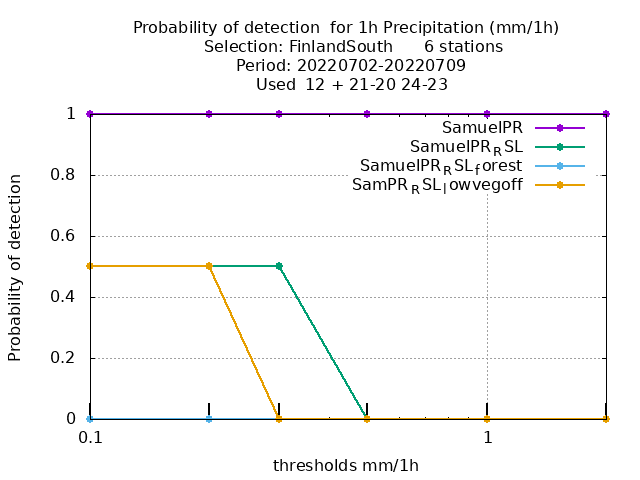 Probability of detection  for 1h Precipitation (mm/1h)
Selection: FinlandSouth      6 stations
Period: 20220702-20220709
Used  12 + 21-20 24-23
SamuelPR
SamuelPR_RSL
SamuelPR_RSL_forest
SamPR_RSL_lowvegoff
Probability of detection
1
0.8
0.6
0.4
0.2
0
0.1
1
thresholds mm/1h